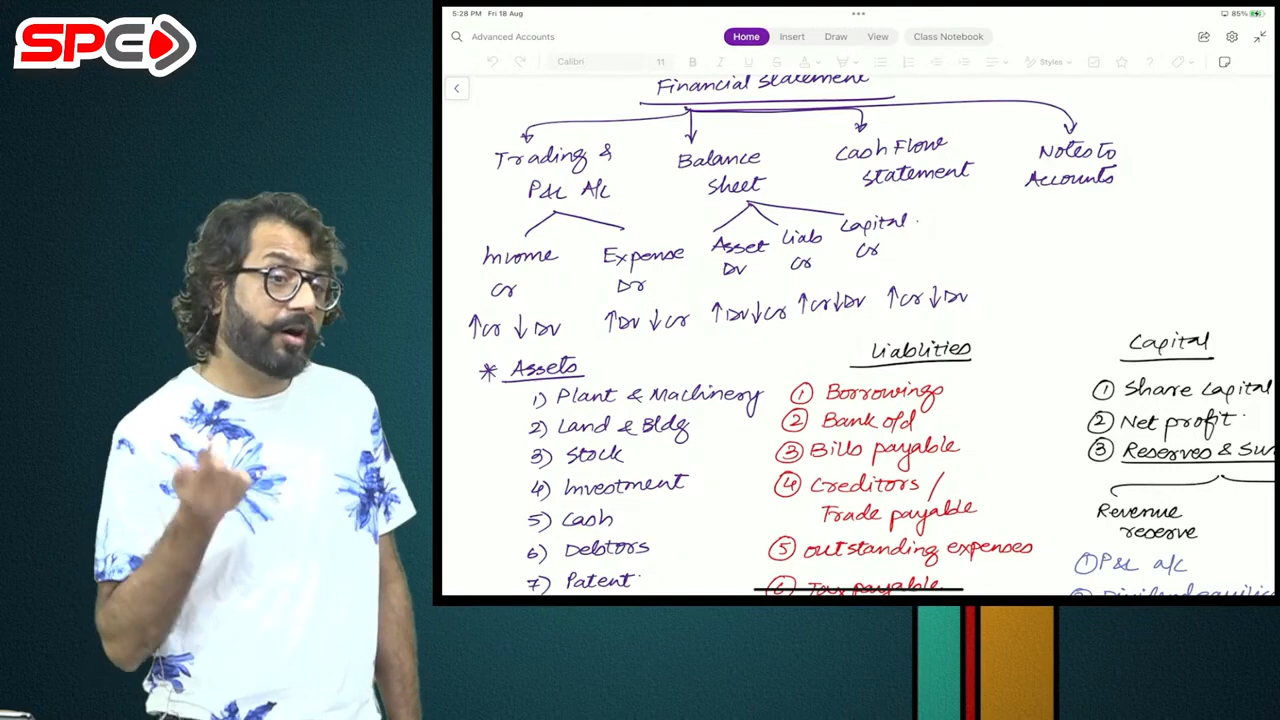 SPE
5:28 PM Fri 18 Aug
85%
Advanced Accounts
Home Insert Draw View Class Notebook
Calibri 11
B I U A Styles
Financial Statement
Trading &
P&L A/c
Balance
Sheet
Cash Flow
Statement
Notes To
Accounts
Income
Cr
↑Cr ↓Dr
Expense
Dr
↑Dr ↓Cr
Asset
Dr
↑Dr↓Cr
Liab
Cr
↑Cr↓Dr
Capital
Cr
↑Cr ↓Dr
* Assets
1) Plant & Machinery
2) Land & Bldg
3) Stock
4) Investment
5) Cash
6) Debtors
7) Patent
Liablities
① Borrowings
② Bank o/d
③ Bills payable
④ Creditors /
Trade payable
⑤ outstanding expenses
⑥ Tax payable
Capital
① Share Capital
② Net profit
③ Reserves & Sur
Revenue
reserve
① P&L a/c